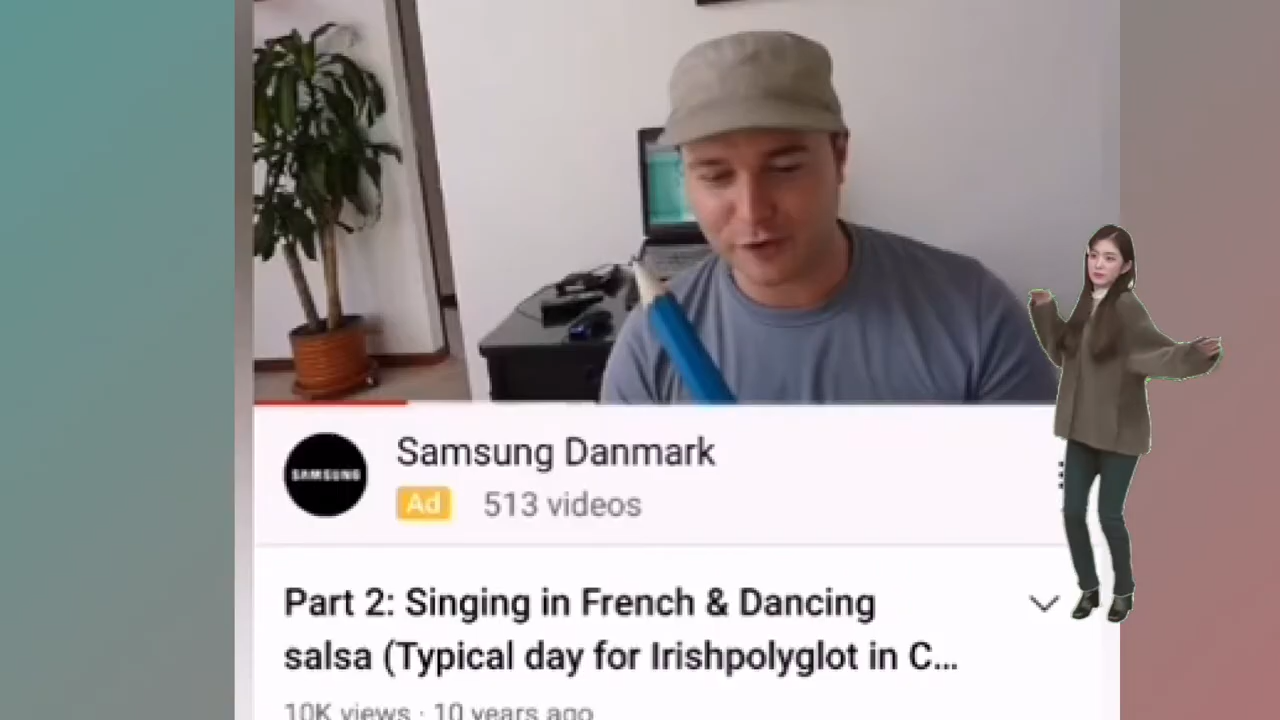 SAMSUNG
Samsung Danmark
Ad 513 videos
Part 2: Singing in French & Dancing
salsa (Typical day for Irishpolyglot in C...
10K views · 10 years ago